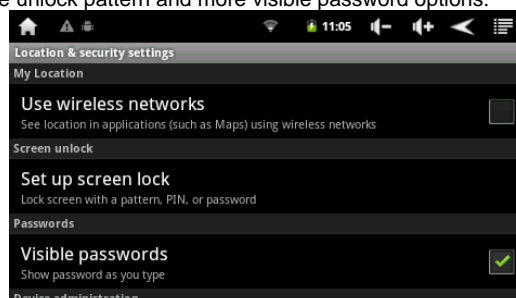 e unlock pattern and more visible password options.
11:05
Location & security settings
My Location
Use wireless networks
See location in applications (such as Maps) using wireless networks
Screen unlock
Set up screen lock
Lock screen with a pattern, PIN, or password
Passwords
Visible passwords
Show password as you type
Device administration